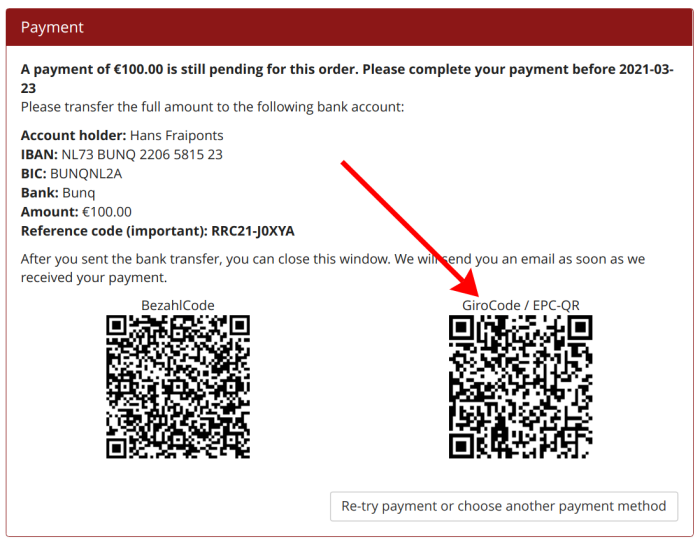 Payment
A payment of €100.00 is still pending for this order. Please complete your payment before 2021-03-
23
Please transfer the full amount to the following bank account:
Account holder: Hans Fraiponts
IBAN: NL73 BUNQ 2206 5815 23
BIC: BUNQNL2A
Bank: Bunq
Amount: €100.00
Reference code (important): RRC21-J0XYA
After you sent the bank transfer, you can close this window. We will send you an email as soon as we
received your payment.
BezahlCode
GiroCode / EPC-QR
Re-try payment or choose another payment method